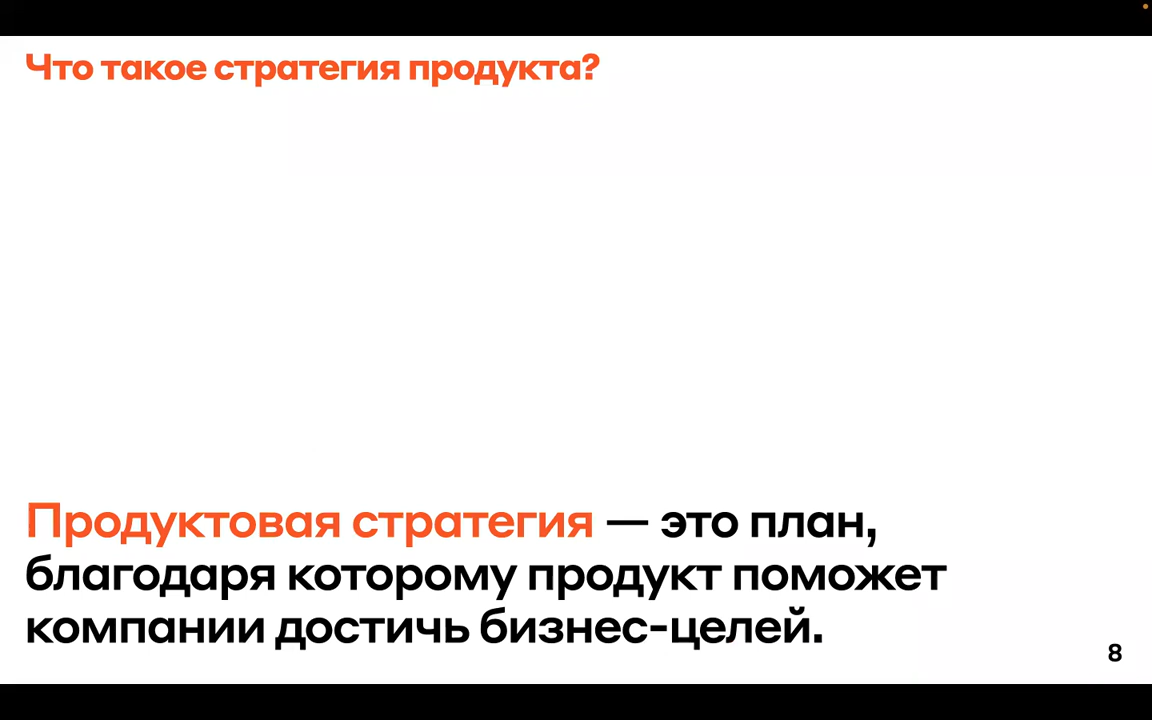 Что такое стратегия продукта?
Продуктовая стратегия — это план,
благодаря которому продукт поможет
компании достичь бизнес-целей.
8